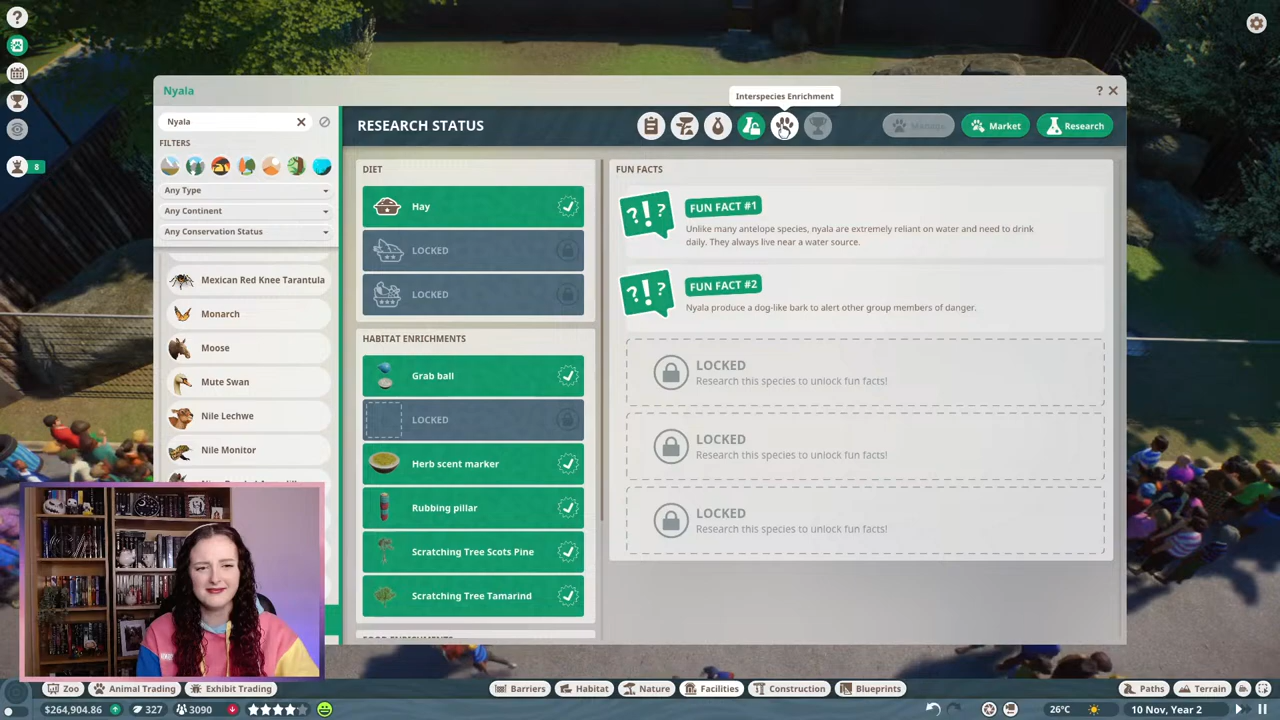 Interspecies Enrichment
Nyala
?
?
Nyala
RESEARCH STATUS
Manage
Market
Research
FILTERS
8
Any Type
Any Continent
Any Conservation Status
Mexican Red Knee Tarantula
Monarch
Moose
Mute Swan
Nile Lechwe
Nile Monitor
DIET
Hay
LOCKED
LOCKED
HABITAT ENRICHMENTS
Grab ball
LOCKED
Herb scent marker
Rubbing pillar
Scratching Tree Scots Pine
Scratching Tree Tamarind
FUN FACTS
?!?
FUN FACT #1
Unlike many antelope species, nyala are extremely reliant on water and need to drink
daily. They always live near a water source.
?!?
FUN FACT #2
Nyala produce a dog-like bark to alert other group members of danger.
LOCKED
Research this species to unlock fun facts!
LOCKED
Research this species to unlock fun facts!
LOCKED
Research this species to unlock fun facts!
Zoo
Animal Trading
Exhibit Trading
Barriers
Habitat
Nature
Facilities
Construction
Blueprints
Paths
Terrain
$264,904.86
327
3090
26°C
10 Nov, Year 2